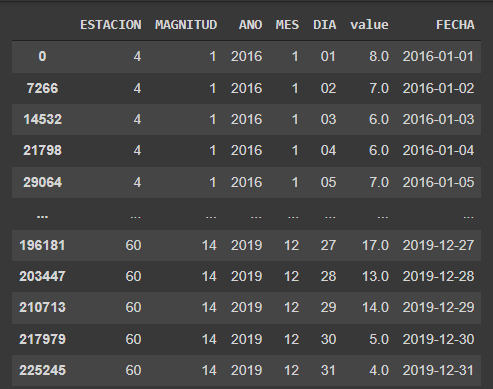 ESTACION MAGNITUD ANO MES DIA value FECHA
0 4 1 2016 1 01 8.0 2016-01-01
7266 4 1 2016 1 02 7.0 2016-01-02
14532 4 1 2016 1 03 6.0 2016-01-03
21798 4 1 2016 1 04 6.0 2016-01-04
29064 4 1 2016 1 05 7.0 2016-01-05
... ... ... ... ... ... ... ...
196181 60 14 2019 12 27 17.0 2019-12-27
203447 60 14 2019 12 28 13.0 2019-12-28
210713 60 14 2019 12 29 14.0 2019-12-29
217979 60 14 2019 12 30 5.0 2019-12-30
225245 60 14 2019 12 31 4.0 2019-12-31